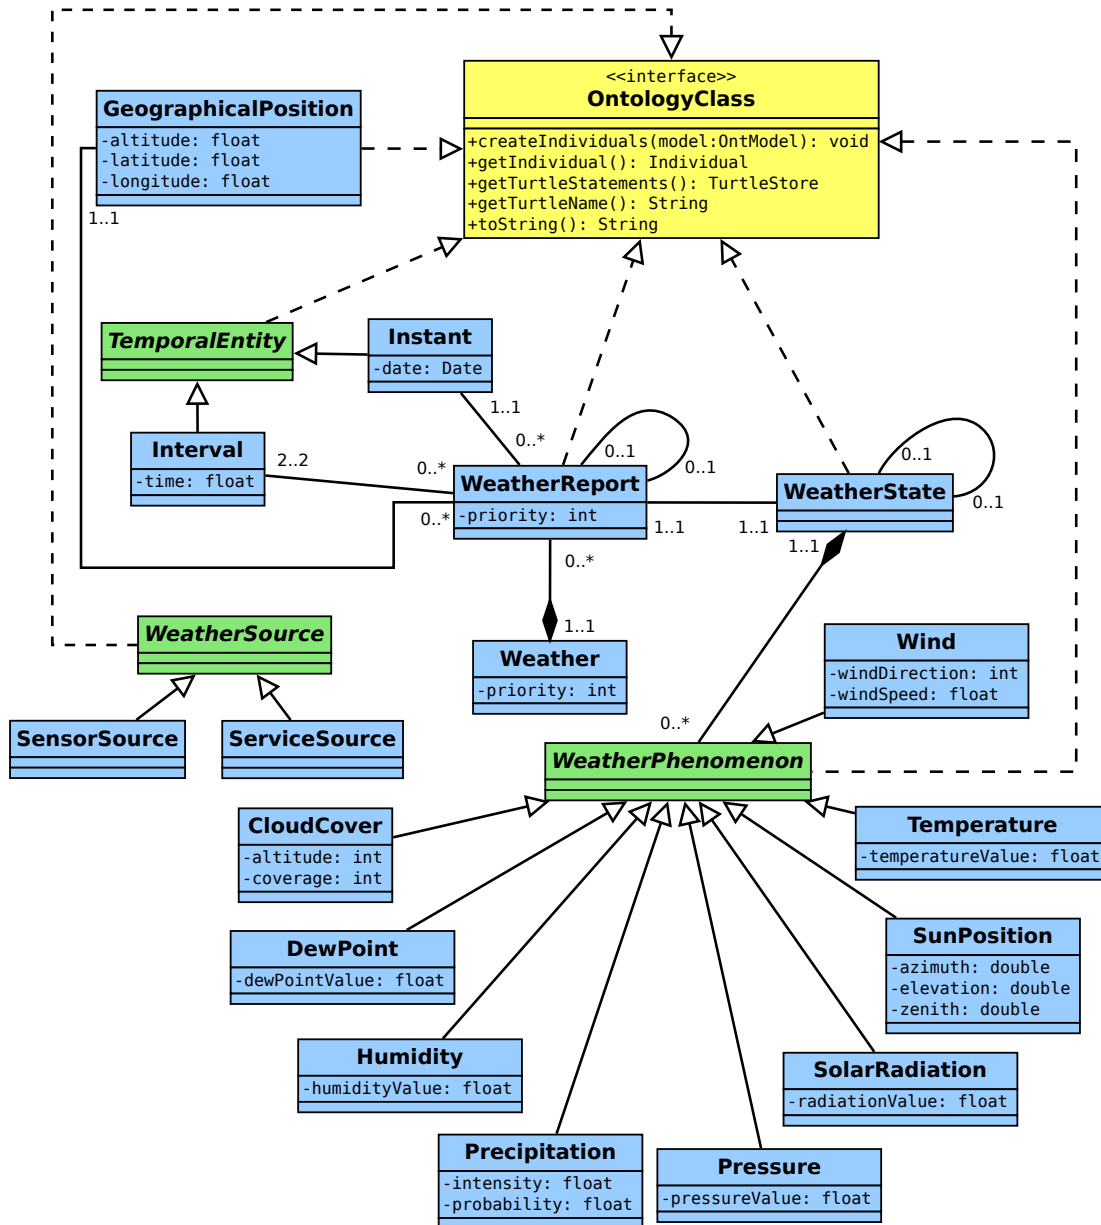 <<interface>>
OntologyClass
+createIndividuals(model:OntModel): void
+getIndividual(): Individual
+getTurtleStatements(): TurtleStore
+getTurtleName(): String
+toString(): String
GeographicalPosition
-altitude: float
-latitude: float
-longitude: float
1..1
TemporalEntity
Instant
-date: Date
1..1
0..*
Interval
-time: float
2..2
0..*
0..*
WeatherReport
-priority: int
0..1
0..1
1..1
1..1
WeatherState
0..1
0..1
1..1
0..*
1..1
Weather
-priority: int
WeatherSource
SensorSource
ServiceSource
Wind
-windDirection: int
-windSpeed: float
0..*
WeatherPhenomenon
CloudCover
-altitude: int
-coverage: int
Temperature
-temperatureValue: float
DewPoint
-dewPointValue: float
SunPosition
-azimuth: double
-elevation: double
-zenith: double
Humidity
-humidityValue: float
SolarRadiation
-radiationValue: float
Precipitation
-intensity: float
-probability: float
Pressure
-pressureValue: float